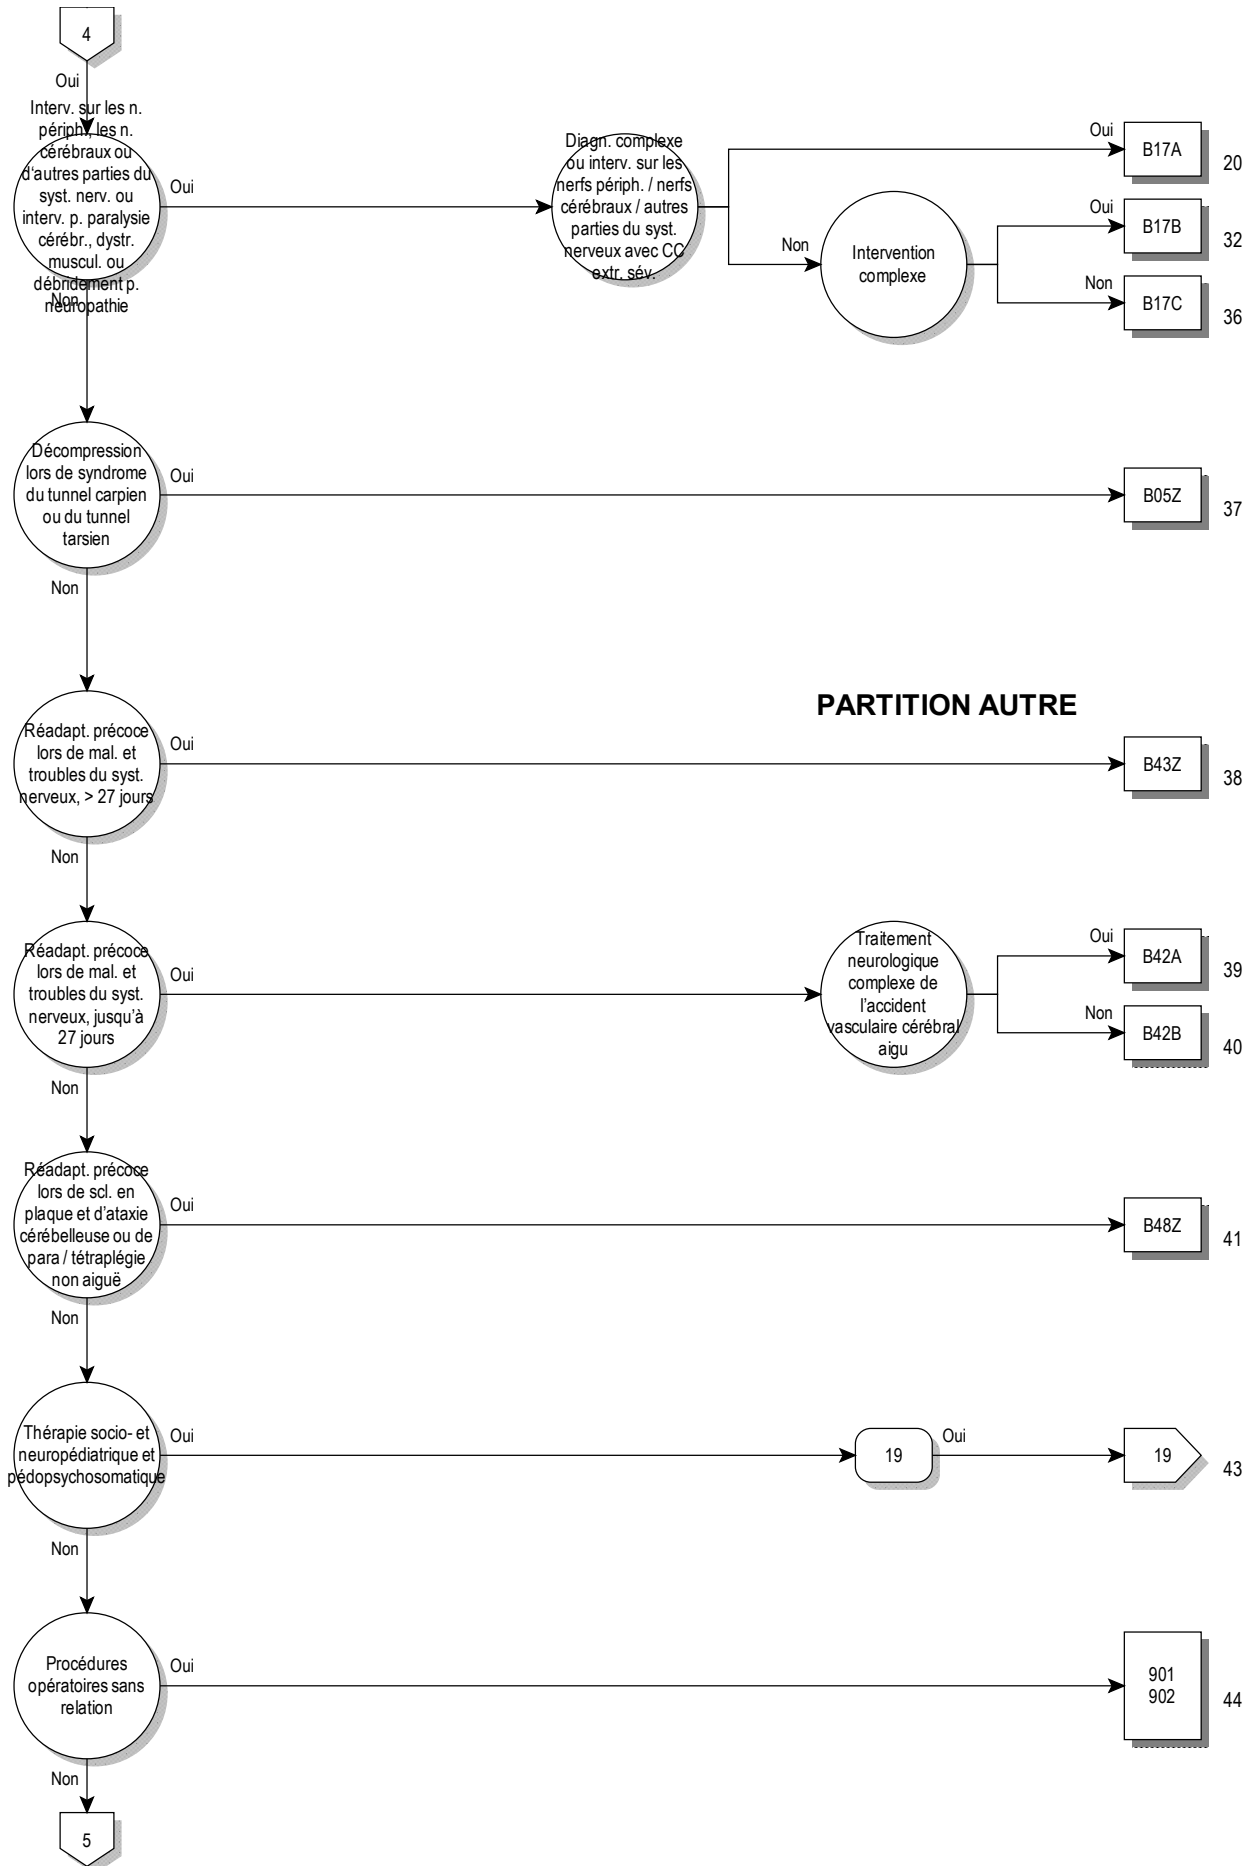 4
Oui
Interv. sur les n.
périph., les n.
cérébraux ou
d‘autres parties du
syst. nerv. ou
interv. p. paralysie
cérébr., dystr.
muscul. ou
débridement p.
neuropathie
Oui
Non
Diagn. complexe
ou interv. sur les
nerfs périph. / nerfs
cérébraux / autres
parties du syst.
nerveux avec CC
extr. sév.
Oui
B17A
20
Non
Intervention
complexe
Oui
B17B
32
Non
B17C
36
Décompression
lors de syndrome
du tunnel carpien
ou du tunnel
tarsien
Oui
B05Z
37
Non
PARTITION AUTRE
Réadapt. précoce
lors de mal. et
troubles du syst.
nerveux, > 27 jours
Oui
B43Z
38
Non
Réadapt. précoce
lors de mal. et
troubles du syst.
nerveux, jusqu’à
27 jours
Oui
Traitement
neurologique
complexe de
l’accident
vasculaire cérébral
aigu
Oui
B42A
39
Non
B42B
40
Non
Réadapt. précoce
lors de scl. en
plaque et d’ataxie
cérébelleuse ou de
para / tétraplégie
non aiguë
Oui
B48Z
41
Non
Thérapie socio- et
neuropédiatrique et
pédopsychosomatique
Oui
19
Oui
19
43
Non
Procédures
opératoires sans
relation
Oui
901
902
44
Non
5